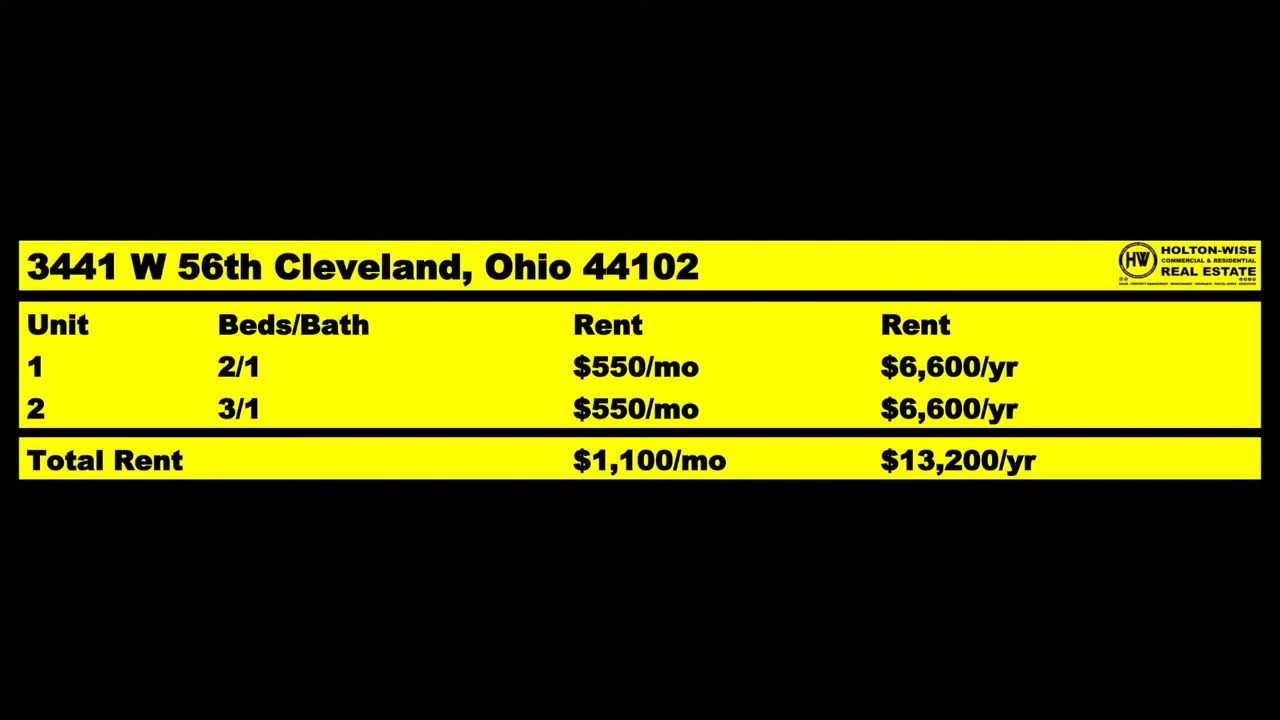 3441 W 56th Cleveland, Ohio 44102
HW
HOLTON-WISE
COMMERCIAL & RESIDENTIAL
REAL ESTATE
Unit Beds/Bath Rent Rent
1 2/1 $550/mo $6,600/yr
2 3/1 $550/mo $6,600/yr
Total Rent $1,100/mo $13,200/yr